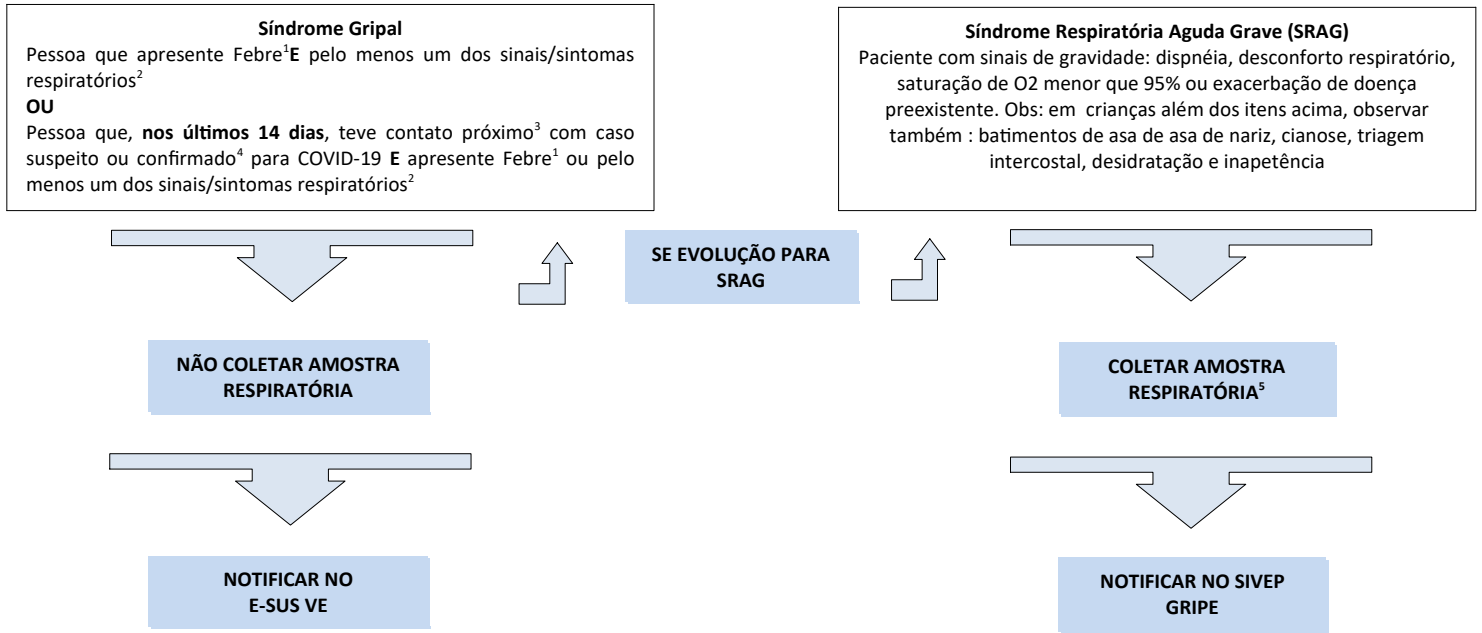 Síndrome Gripal
Pessoa que apresente Febre¹E pelo menos um dos sinais/sintomas
respiratórios²
OU
Pessoa que, nos últimos 14 dias, teve contato próximo³ com caso
suspeito ou confirmado⁴ para COVID-19 E apresente Febre¹ ou pelo
menos um dos sinais/sintomas respiratórios²
Síndrome Respiratória Aguda Grave (SRAG)
Paciente com sinais de gravidade: dispnéia, desconforto respiratório,
saturação de O2 menor que 95% ou exacerbação de doença
preexistente. Obs: em crianças além dos itens acima, observar
também : batimentos de asa de asa de nariz, cianose, triagem
intercostal, desidratação e inapetência
SE EVOLUÇÃO PARA
SRAG
NÃO COLETAR AMOSTRA
RESPIRATÓRIA
COLETAR AMOSTRA
RESPIRATÓRIA⁵
NOTIFICAR NO
E-SUS VE
NOTIFICAR NO SIVEP
GRIPE